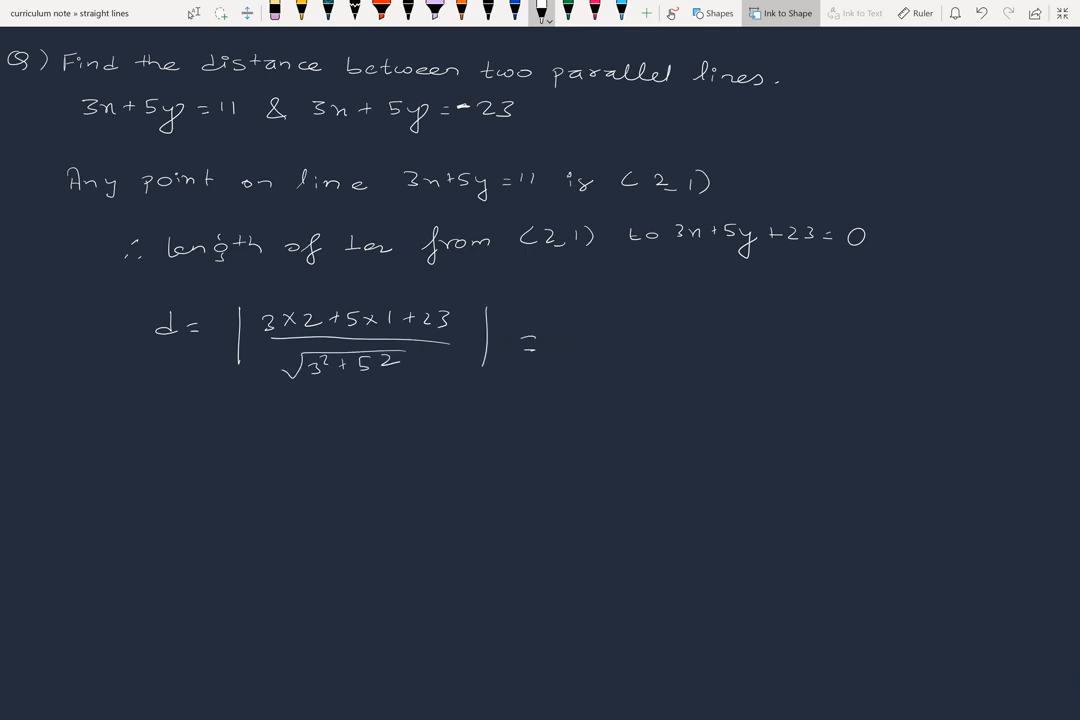 curriculum note » straight lines
Shapes Ink to Shape Ink to Text Ruler
Q) Find the distance between two parallel lines.
3x + 5y = 11 & 3x + 5y = -23
Any point on line 3x+5y = 11 is (2,1)
∴ length of ⊥er from (2,1) to 3x+5y+23 = 0
d = | 3×2+5×1+23 / √3²+5² | =